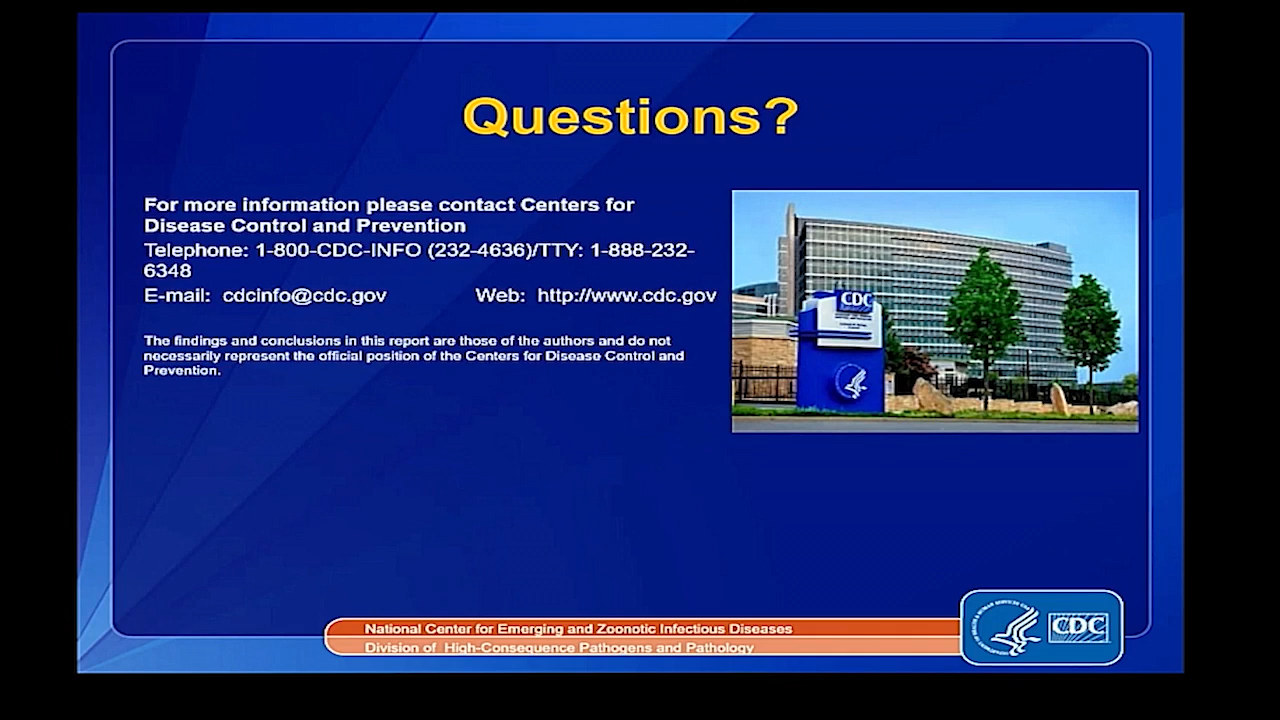 Questions?
For more information please contact Centers for
Disease Control and Prevention
Telephone: 1-800-CDC-INFO (232-4636)/TTY: 1-888-232-
6348
E-mail: cdcinfo@cdc.gov Web: http://www.cdc.gov
The findings and conclusions in this report are those of the authors and do not
necessarily represent the official position of the Centers for Disease Control and
Prevention.
CDC
National Center for Emerging and Zoonotic Infectious Diseases
Division of High-Consequence Pathogens and Pathology
CDC